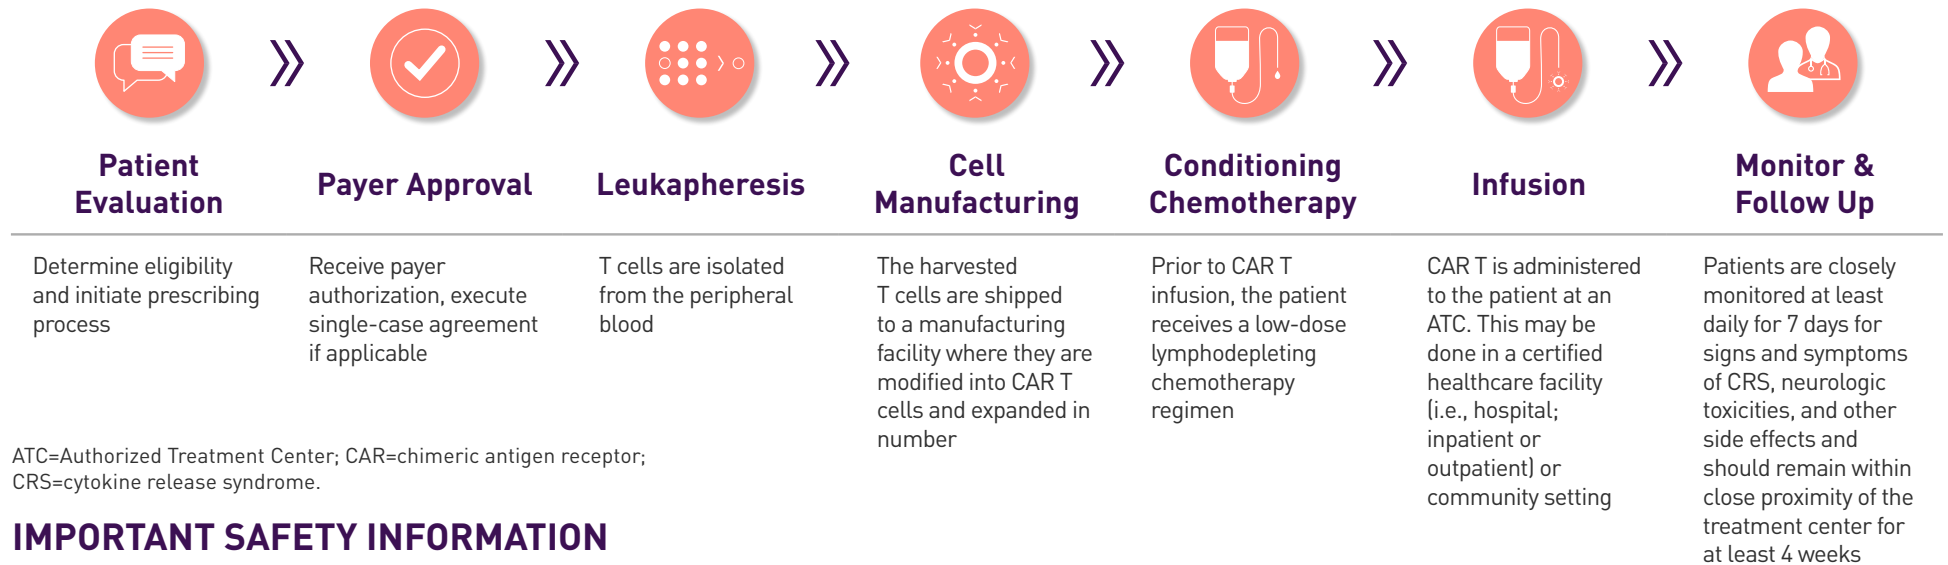 Patient
Evaluation
Payer Approval
Leukapheresis
Cell
Manufacturing
Conditioning
Chemotherapy
Infusion
Monitor &
Follow Up
Determine eligibility
and initiate prescribing
process
Receive payer
authorization, execute
single-case agreement
if applicable
T cells are isolated
from the peripheral
blood
The harvested
T cells are shipped
to a manufacturing
facility where they are
modified into CAR T
cells and expanded in
number
Prior to CAR T
infusion, the patient
receives a low-dose
lymphodepleting
chemotherapy
regimen
CAR T is administered
to the patient at an
ATC. This may be
done in a certified
healthcare facility
(i.e., hospital;
inpatient or
outpatient) or
community setting
Patients are closely
monitored at least
daily for 7 days for
signs and symptoms
of CRS, neurologic
toxicities, and other
side effects and
should remain within
close proximity of the
treatment center for
at least 4 weeks
ATC=Authorized Treatment Center; CAR=chimeric antigen receptor;
CRS=cytokine release syndrome.
IMPORTANT SAFETY INFORMATION